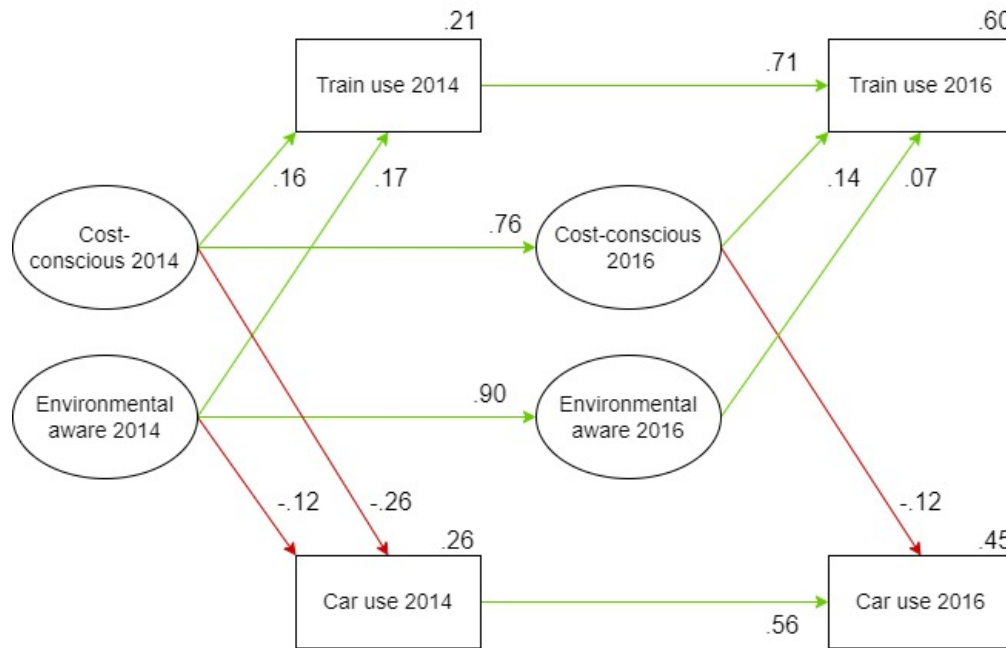 .21
.60
Train use 2014
.71
Train use 2016
.16
.17
.14
.07
Cost-
conscious 2014
.76
Cost-conscious
2016
Environmental
aware 2014
.90
Environmental
aware 2016
-.12
-.26
-.12
.26
.45
Car use 2014
.56
Car use 2016